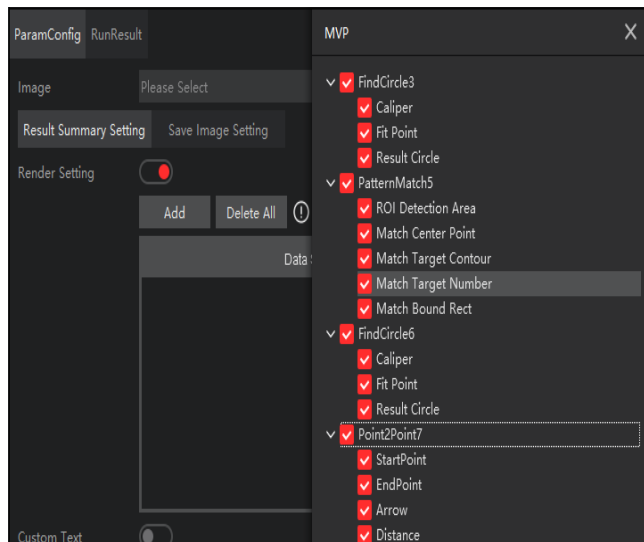 ParamConfig RunResult
Image Please Select
Result Summary Setting Save Image Setting
Render Setting
Add Delete All
Data
Custom Text
MVP X
FindCircle3
Caliper
Fit Point
Result Circle
PatternMatch5
ROI Detection Area
Match Center Point
Match Target Contour
Match Target Number
Match Bound Rect
FindCircle6
Caliper
Fit Point
Result Circle
Point2Point7
StartPoint
EndPoint
Arrow
Distance